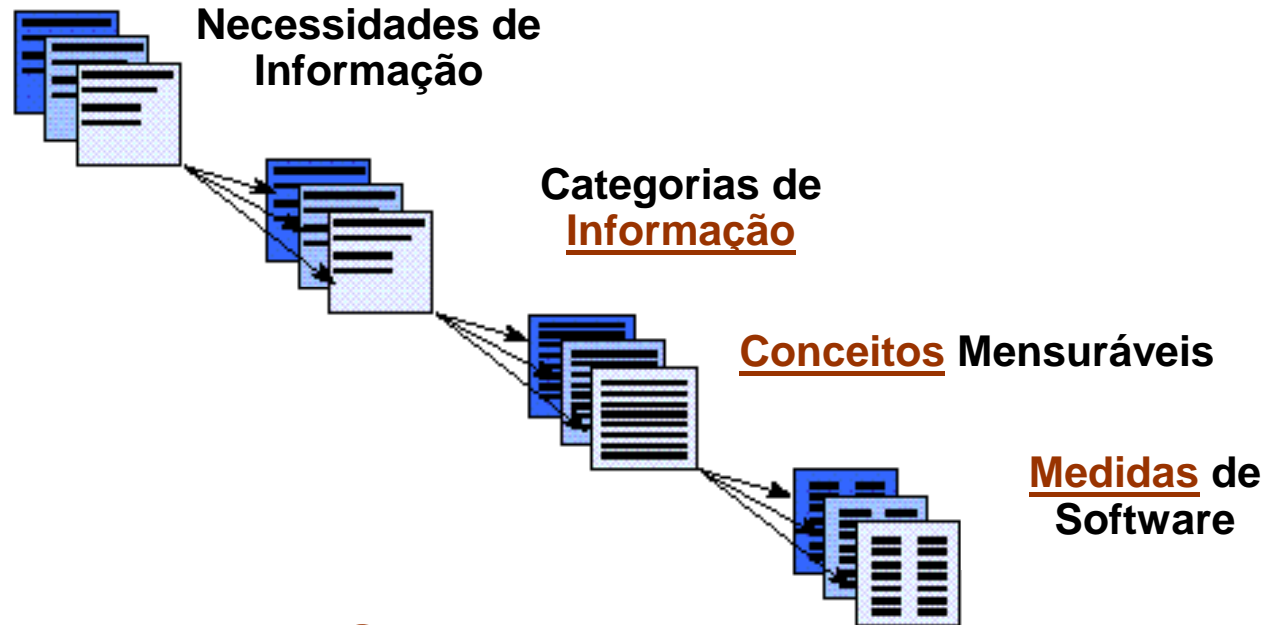 Necessidades de
Informação
Categorias de
Informação
Conceitos Mensuráveis
Medidas de
Software